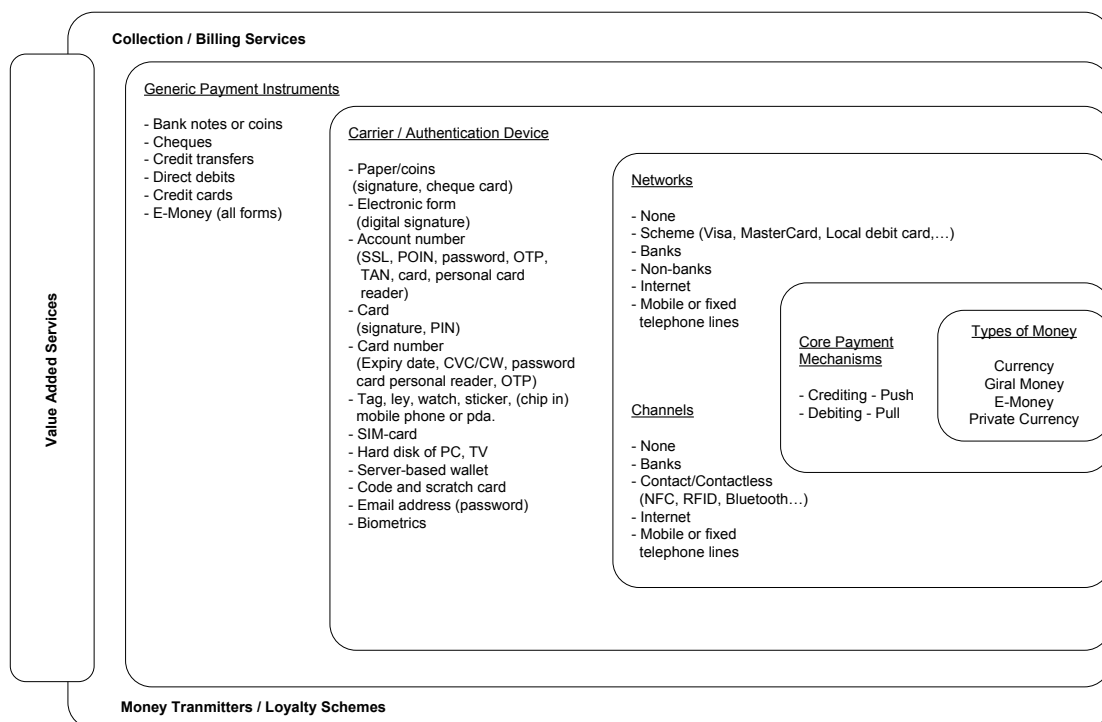 Collection / Billing Services
Value Added Services
Generic Payment Instruments
- Bank notes or coins
- Cheques
- Credit transfers
- Direct debits
- Credit cards
- E-Money (all forms)
Carrier / Authentication Device
- Paper/coins
(signature, cheque card)
- Electronic form
(digital signature)
- Account number
(SSL, POIN, password, OTP,
TAN, card, personal card
reader)
- Card
(signature, PIN)
- Card number
(Expiry date, CVC/CW, password
card personal reader, OTP)
- Tag, ley, watch, sticker, (chip in)
mobile phone or pda.
- SIM-card
- Hard disk of PC, TV
- Server-based wallet
- Code and scratch card
- Email address (password)
- Biometrics
Networks
- None
- Scheme (Visa, MasterCard, Local debit card,…)
- Banks
- Non-banks
- Internet
- Mobile or fixed
telephone lines
Channels
- None
- Banks
- Contact/Contactless
(NFC, RFID, Bluetooth…)
- Internet
- Mobile or fixed
telephone lines
Core Payment
Mechanisms
- Crediting - Push
- Debiting - Pull
Types of Money
Currency
Giral Money
E-Money
Private Currency
Money Tranmitters / Loyalty Schemes